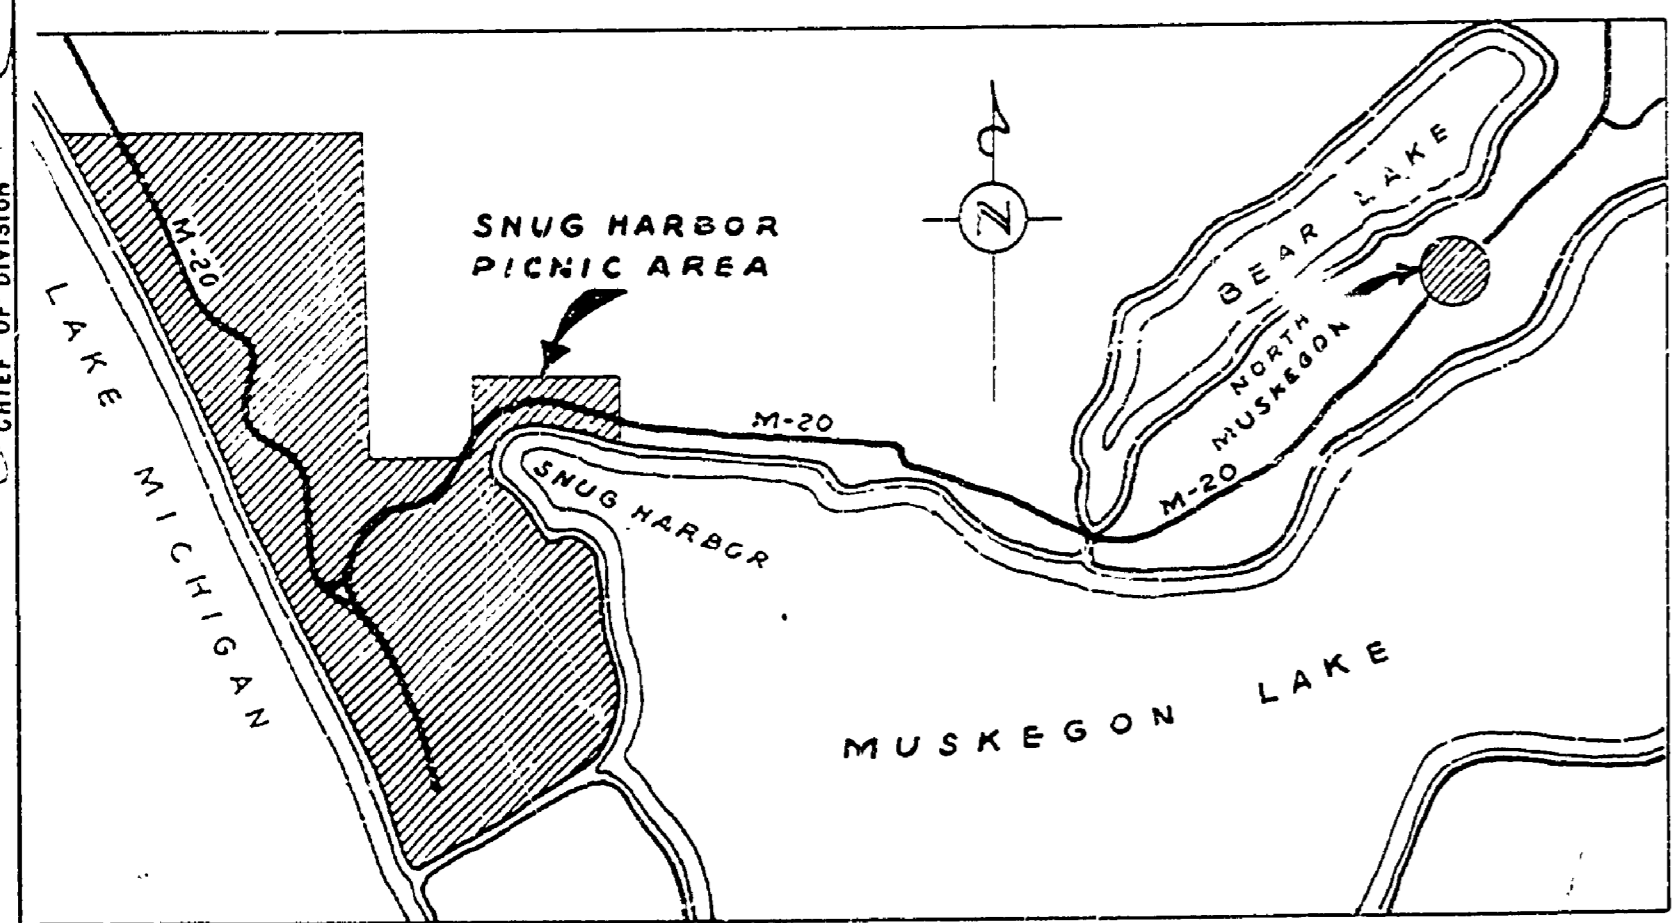 CHIEF OF DIVISION
SNUG HARBOR
PICNIC AREA
M-20
LAKE MICHIGAN
N
BEAR LAKE
NORTH
MUSKEGON
M-20
M-20
SNUG HARBOR
MUSKEGON LAKE